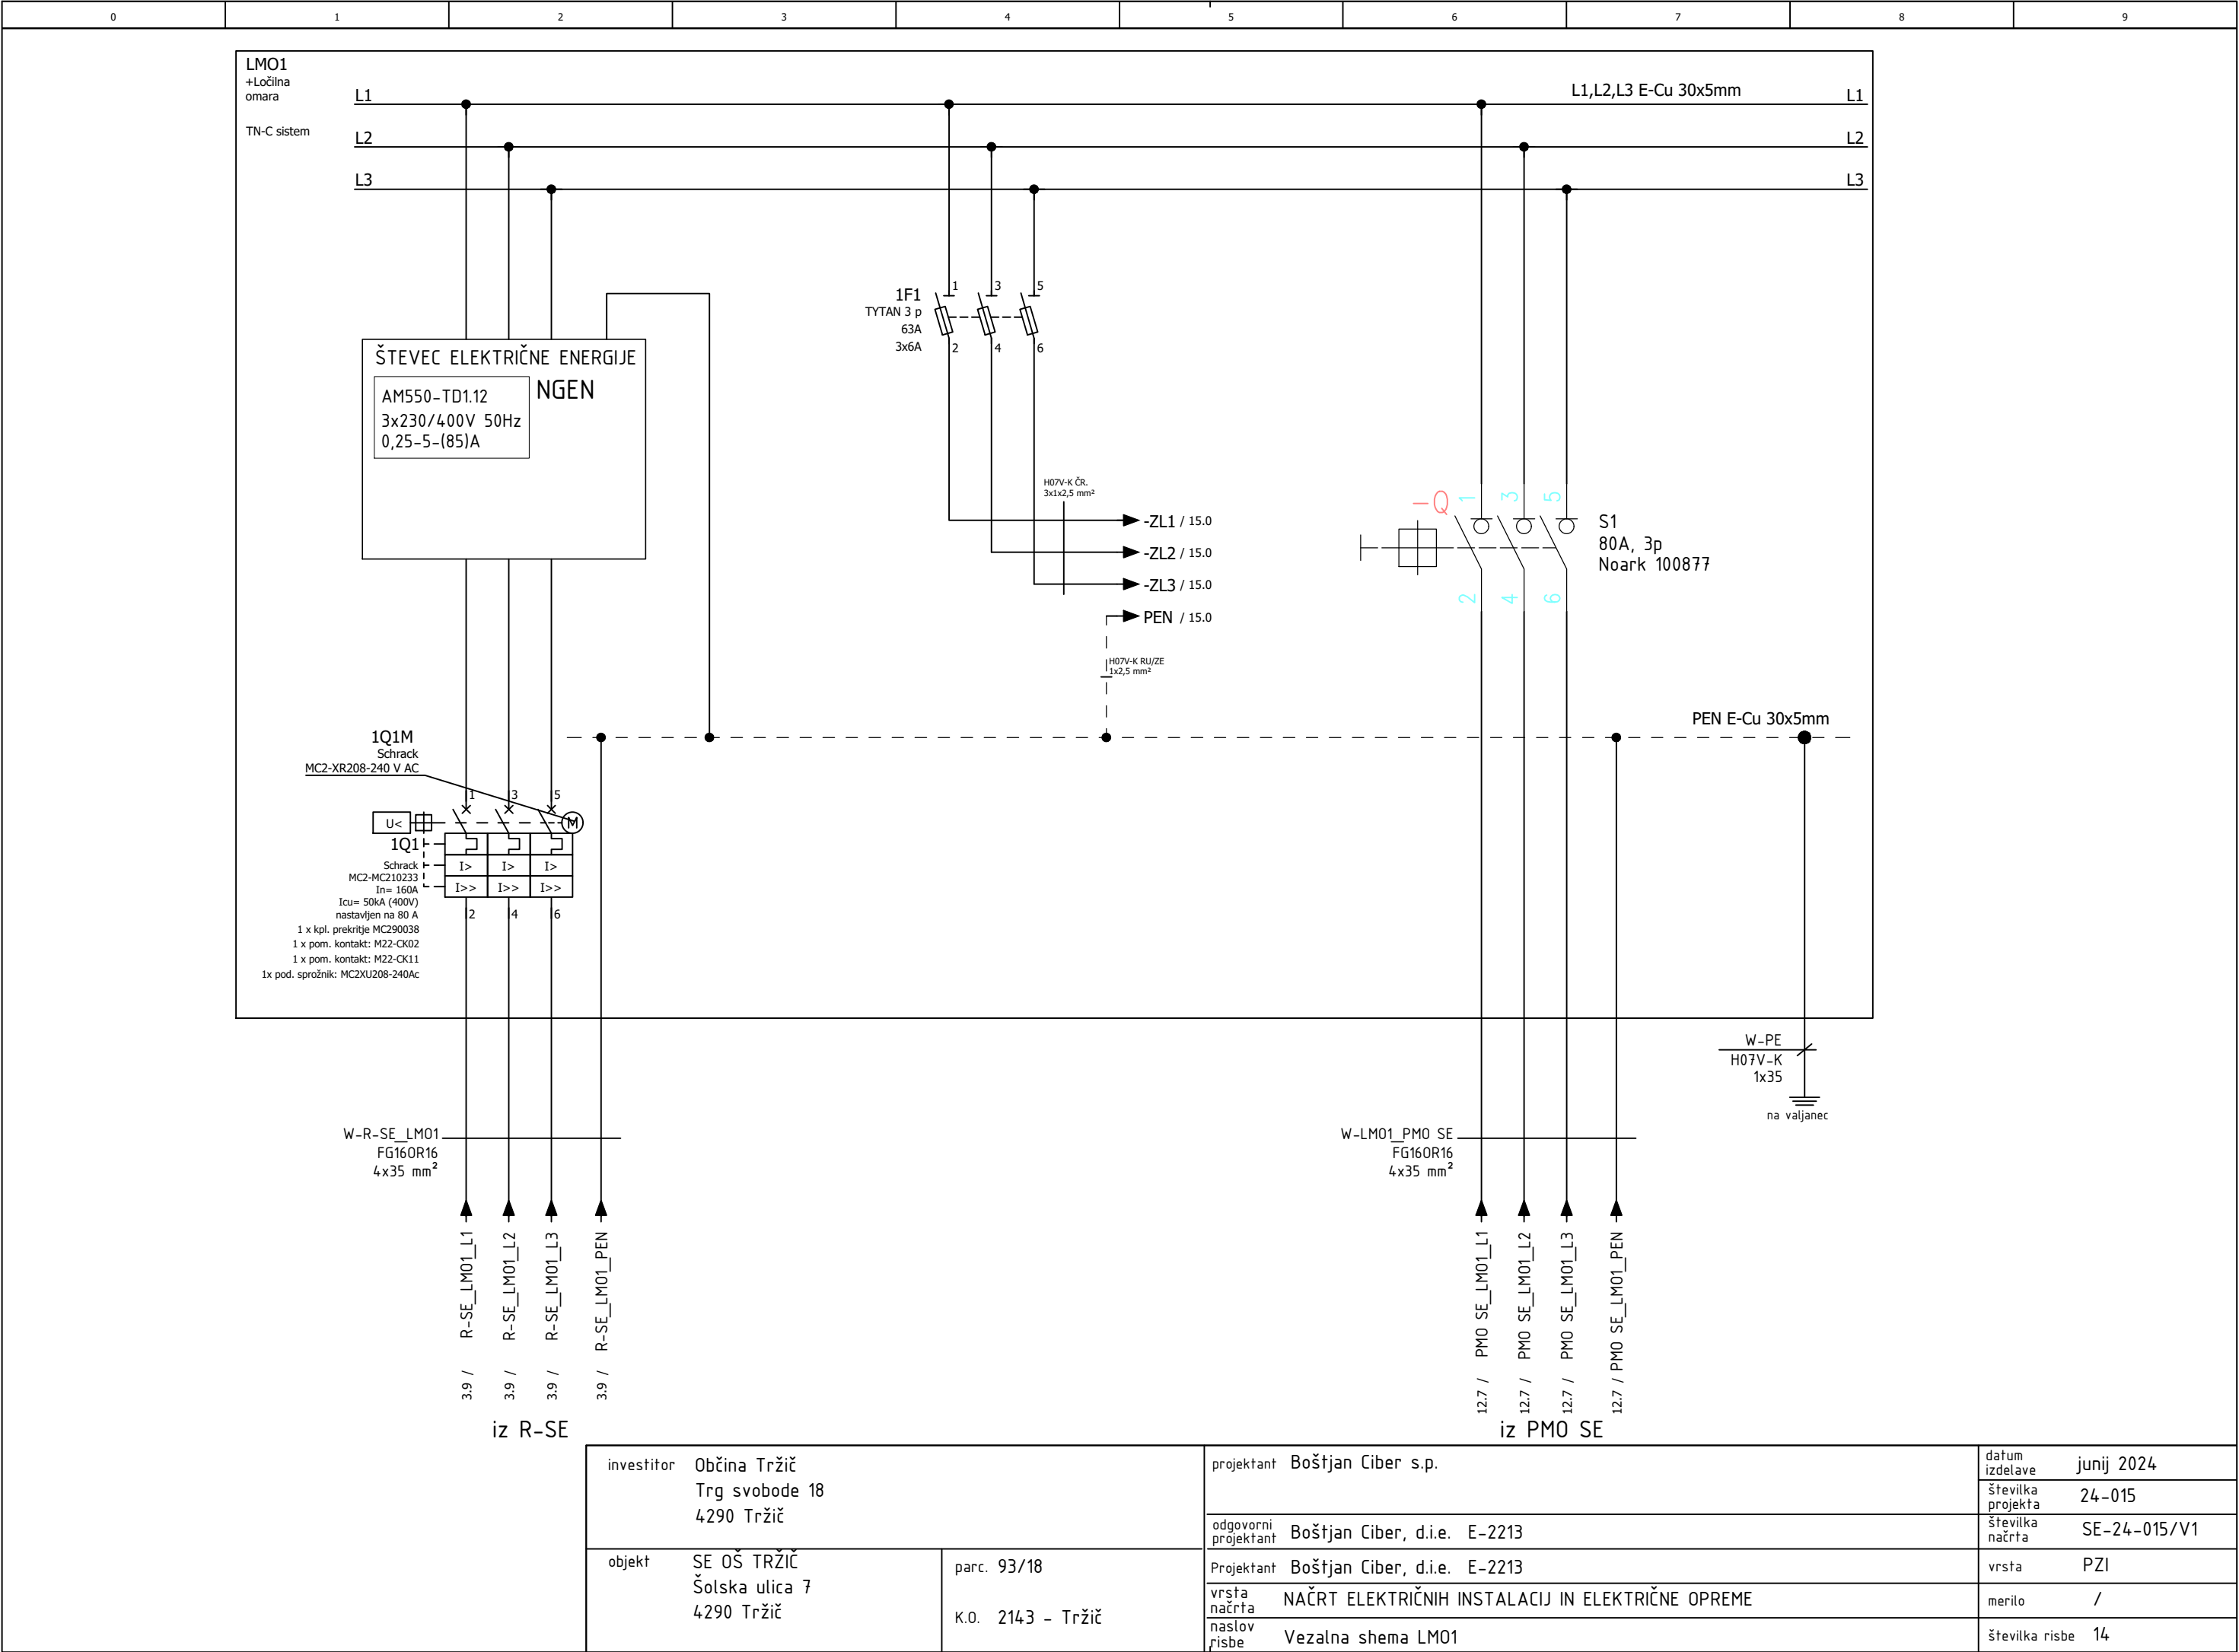 0 1 2 3 4 5 6 7 8 9
LMO1
+Ločilna
omara
TN-C sistem
L1
L1,L2,L3 E-Cu 30x5mm
L1
L2
L2
L3
L3
1F1
TYTAN 3 p
63A
3x6A
1 3 5
2 4 6
ŠTEVEC ELEKTRIČNE ENERGIJE
NGEN
AM550-TD1.12
3x230/400V 50Hz
0,25-5-(85)A
H07V-K ČR.
3x1x2,5 mm²
-ZL1 / 15.0
-ZL2 / 15.0
-ZL3 / 15.0
PEN / 15.0
H07V-K RU/ZE
1x2,5 mm²
-Q
1 3 5
2 4 6
S1
80A, 3p
Noark 100877
PEN E-Cu 30x5mm
1Q1M
Schrack
MC2-XR208-240 V AC
1 3 5
U<
M
1Q1
I> I> I>
I>> I>> I>>
2 4 6
Schrack
MC2-MC210233
In= 160A
Icu= 50kA (400V)
nastavljen na 80 A
1 x kpl. prekritje MC290038
1 x pom. kontakt: M22-CK02
1 x pom. kontakt: M22-CK11
1x pod. sprožnik: MC2XU208-240Ac
W-PE
H07V-K
1x35
na valjanec
W-R-SE_LMO1
FG16OR16
4x35 mm²
W-LMO1_PMO SE
FG16OR16
4x35 mm²
3.9 / R-SE_LMO1_L1
3.9 / R-SE_LMO1_L2
3.9 / R-SE_LMO1_L3
3.9 / R-SE_LMO1_PEN
iz R-SE
12.7 / PMO SE_LMO1_L1
12.7 / PMO SE_LMO1_L2
12.7 / PMO SE_LMO1_L3
12.7 / PMO SE_LMO1_PEN
iz PMO SE
investitor Občina Tržič
Trg svobode 18
4290 Tržič
objekt SE OŠ TRŽIČ
Šolska ulica 7
4290 Tržič
parc. 93/18
K.O. 2143 - Tržič
projektant Boštjan Ciber s.p.
odgovorni
projektant Boštjan Ciber, d.i.e. E-2213
Projektant Boštjan Ciber, d.i.e. E-2213
vrsta
načrta NAČRT ELEKTRIČNIH INSTALACIJ IN ELEKTRIČNE OPREME
naslov
risbe Vezalna shema LMO1
datum
izdelave junij 2024
številka
projekta 24-015
številka
načrta SE-24-015/V1
vrsta PZI
merilo /
številka risbe 14